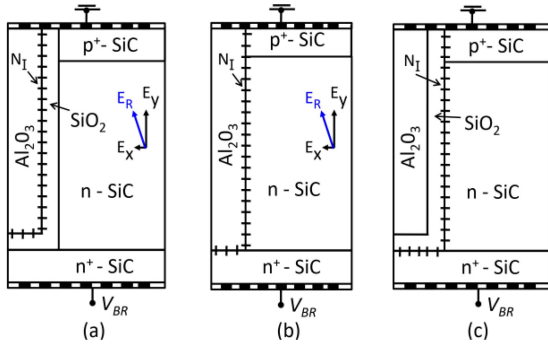 p⁺- SiC
N_I
E_R
E_y
SiO₂
E_x
Al₂O₃
n - SiC
n⁺- SiC
V_BR
(a)
p⁺- SiC
N_I
E_R
E_y
E_x
Al₂O₃
n - SiC
n⁺- SiC
V_BR
(b)
p⁺- SiC
N_I
SiO₂
Al₂O₃
n - SiC
n⁺- SiC
V_BR
(c)